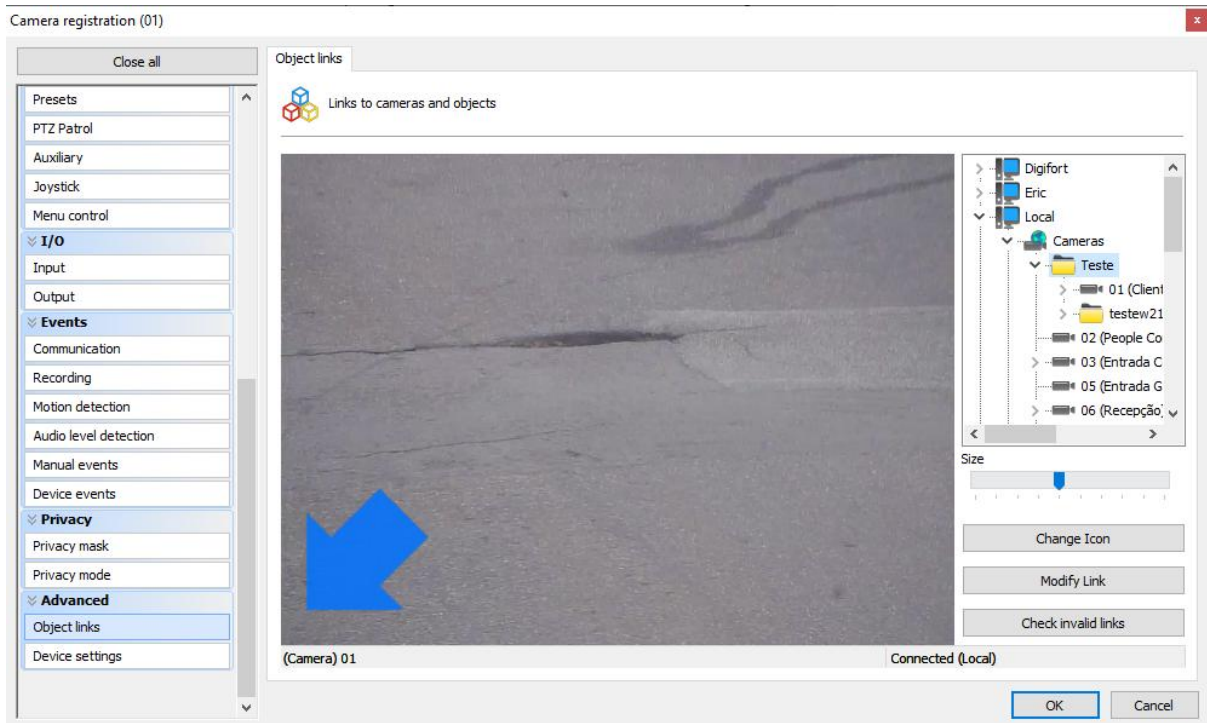 Camera registration (01)
x
Close all
Presets
PTZ Patrol
Auxiliary
Joystick
Menu control
I/O
Input
Output
Events
Communication
Recording
Motion detection
Audio level detection
Manual events
Device events
Privacy
Privacy mask
Privacy mode
Advanced
Object links
Device settings
Object links
Links to cameras and objects
(Camera) 01
Connected (Local)
Digifort
Eric
Local
Cameras
Teste
01 (Client
testew21
02 (People Co
03 (Entrada C
05 (Entrada G
06 (Recepção)
Size
Change Icon
Modify Link
Check invalid links
OK
Cancel